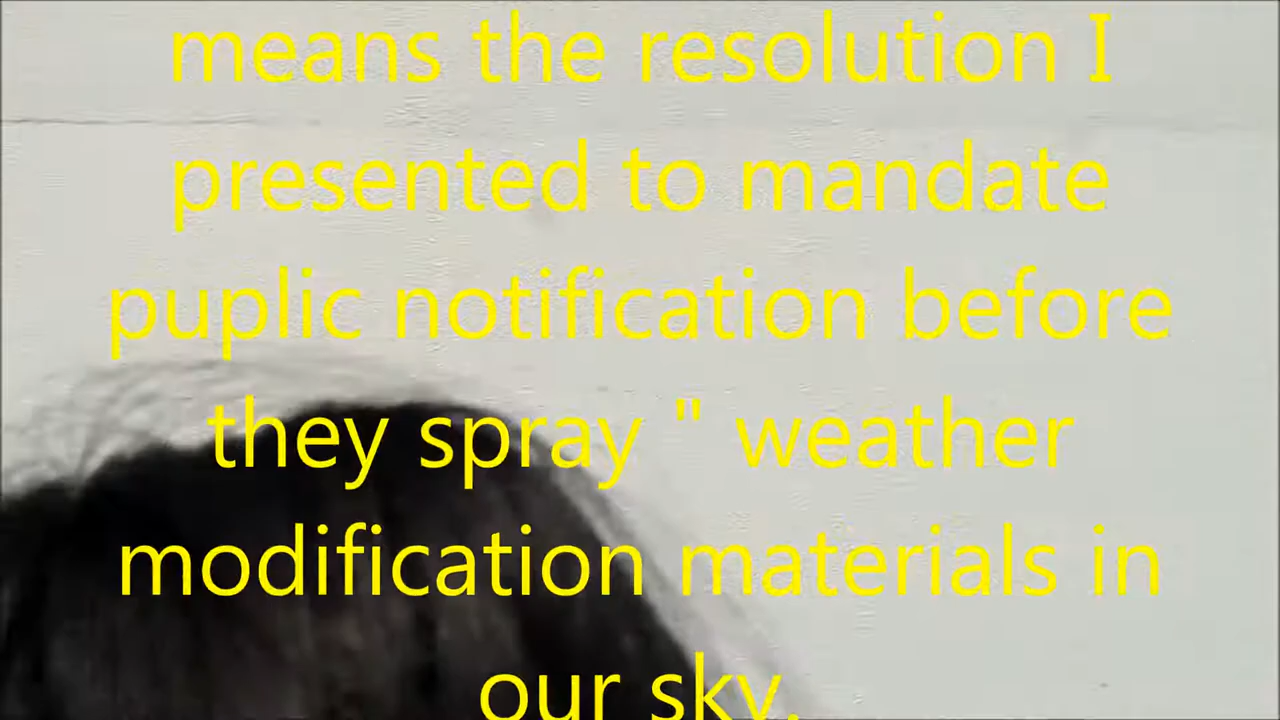 means the resolution I
presented to mandate
puplic notification before
they spray " weather
modification materials in
our sky.